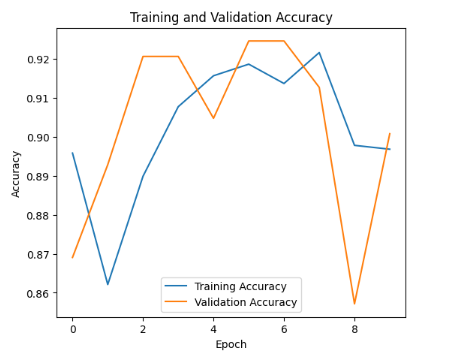 Training and Validation Accuracy
0.92
0.91
0.90
0.89
0.88
0.87
0.86
Accuracy
Training Accuracy
Validation Accuracy
0 2 4 6 8
Epoch